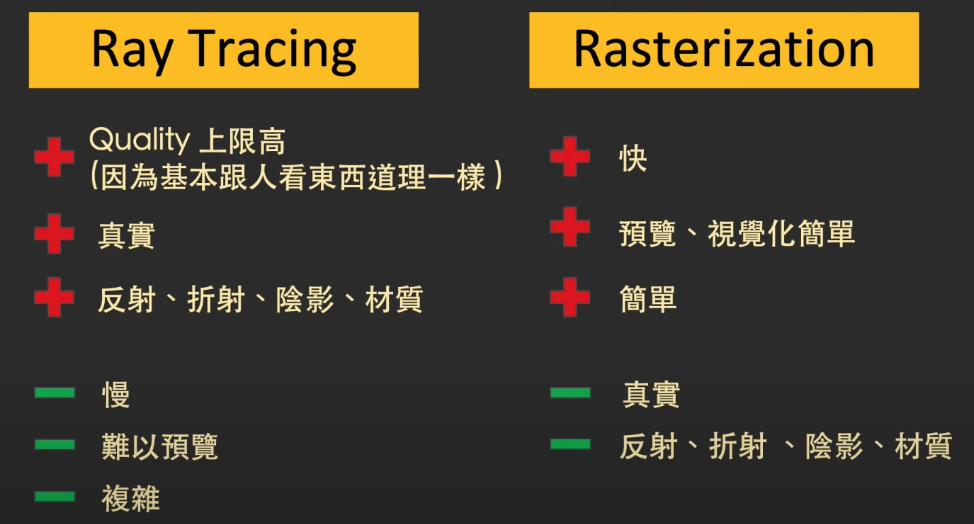 Ray Tracing
Quality 上限高
(因為基本跟人看東西道理一樣 )
真實
反射、折射、陰影、材質
慢
難以預覽
複雜
Rasterization
快
預覽、視覺化簡單
簡單
真實
反射、折射 、陰影、材質